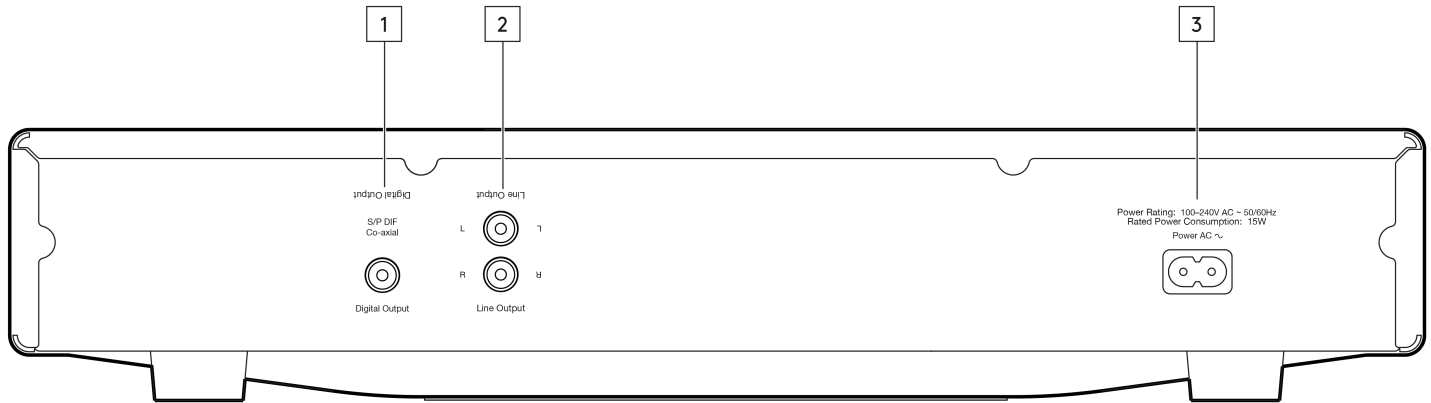 1
2
3
Digital Output
Line Output
S/P DIF
Co-axial
L
L
R
R
Digital Output
Line Output
Power Rating: 100–240V AC ~ 50/60Hz
Rated Power Consumption: 15W
Power AC ~